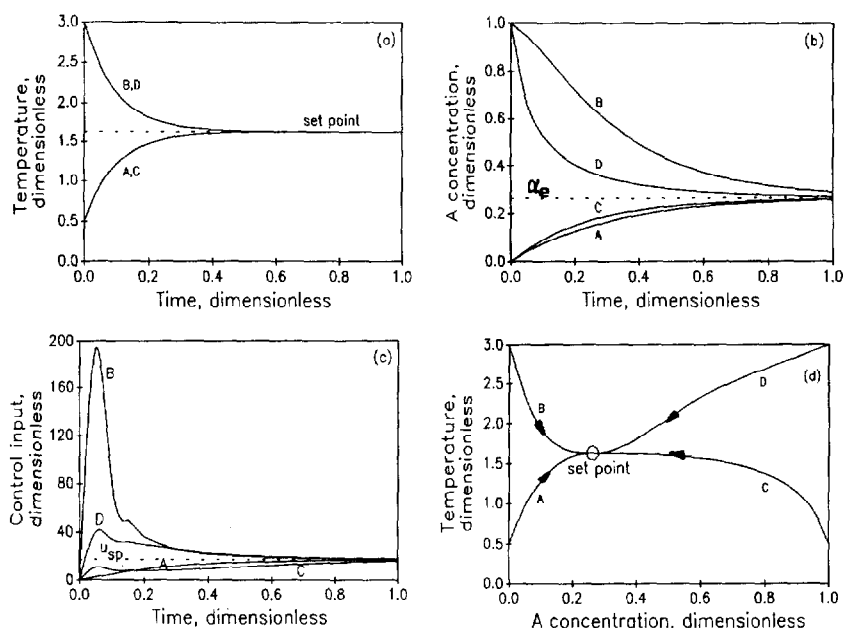 (a)
Temperature, dimensionless
3.0
2.5
2.0
1.5
1.0
0.5
0.0
B,D
set point
A,C
0.0 0.2 0.4 0.6 0.8 1.0
Time, dimensionless
(b)
A concentration, dimensionless
1.0
0.8
0.6
0.4
0.2
0.0
B
D
αe
C
A
0.0 0.2 0.4 0.6 0.8 1.0
Time, dimensionless
(c)
Control input, dimensionless
200
160
120
80
40
0
B
D
usp
A
C
0.0 0.2 0.4 0.6 0.8 1.0
Time, dimensionless
(d)
Temperature, dimensionless
3.0
2.5
2.0
1.5
1.0
0.5
0.0
B
D
set point
A
C
0.0 0.2 0.4 0.6 0.8 1.0
A concentration, dimensionless